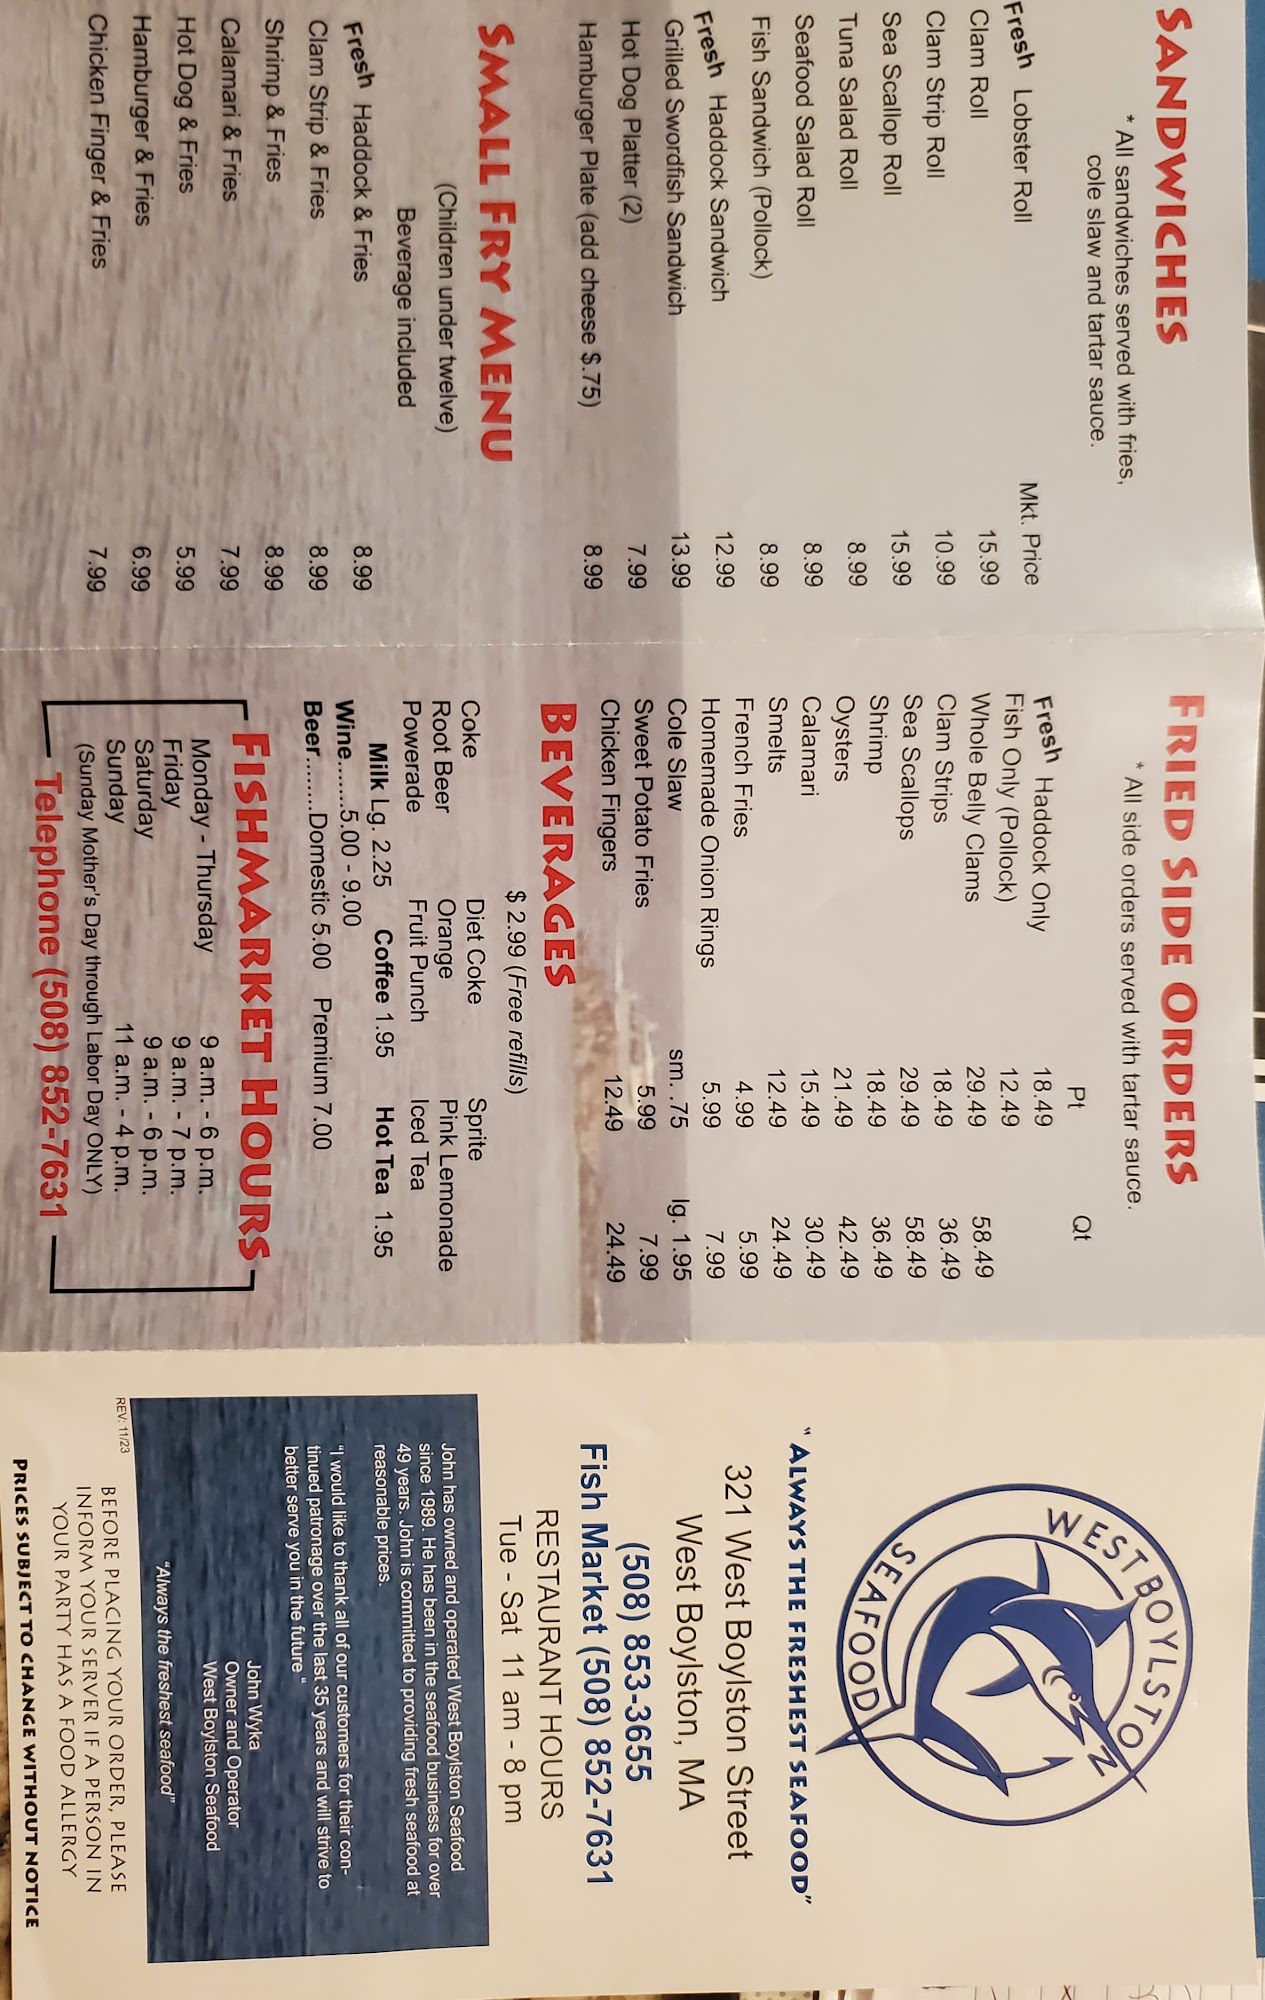 SANDWICHES
* All sandwiches served with fries,
cole slaw and tartar sauce.
Fresh Lobster Roll Mkt. Price
Clam Roll 15.99
Clam Strip Roll 10.99
Sea Scallop Roll 15.99
Tuna Salad Roll 8.99
Seafood Salad Roll 8.99
Fish Sandwich (Pollock) 8.99
Fresh Haddock Sandwich 12.99
Grilled Swordfish Sandwich 13.99
Hot Dog Platter (2) 7.99
Hamburger Plate (add cheese $.75) 8.99
SMALL FRY MENU
(Children under twelve)
Beverage included
Fresh Haddock & Fries 8.99
Clam Strip & Fries 8.99
Shrimp & Fries 8.99
Calamari & Fries 7.99
Hot Dog & Fries 5.99
Hamburger & Fries 6.99
Chicken Finger & Fries 7.99
FRIED SIDE ORDERS
* All side orders served with tartar sauce.
Pt Qt
Fresh Haddock Only 18.49
Fish Only (Pollock) 12.49
Whole Belly Clams 29.49 58.49
Clam Strips 18.49 36.49
Sea Scallops 29.49 58.49
Shrimp 18.49 36.49
Oysters 21.49 42.49
Calamari 15.49 30.49
Smelts 12.49 24.49
French Fries 4.99 5.99
Homemade Onion Rings 5.99 7.99
Cole Slaw sm. .75 lg. 1.95
Sweet Potato Fries 5.99 7.99
Chicken Fingers 12.49 24.49
BEVERAGES
$ 2.99 (Free refills)
Coke Diet Coke Sprite
Root Beer Orange Pink Lemonade
Powerade Fruit Punch Iced Tea
Milk Lg. 2.25 Coffee 1.95 Hot Tea 1.95
Wine.......5.00 - 9.00
Beer.........Domestic 5.00 Premium 7.00
FISHMARKET HOURS
Monday - Thursday 9 a.m. - 6 p.m.
Friday 9 a.m. - 7 p.m.
Saturday 9 a.m. - 6 p.m.
Sunday 11 a.m. - 4 p.m.
(Sunday Mother's Day through Labor Day ONLY)
Telephone (508) 852-7631
WEST BOYLSTON
SEAFOOD
"ALWAYS THE FRESHEST SEAFOOD"
321 West Boylston Street
West Boylston, MA
(508) 853-3655
Fish Market (508) 852-7631
RESTAURANT HOURS
Tue - Sat 11 am - 8 pm
John has owned and operated West Boylston Seafood
since 1989. He has been in the seafood business for over
49 years. John is committed to providing fresh seafood at
reasonable prices.
"I would like to thank all of our customers for their con-
tinued patronage over the last 35 years and will strive to
better serve you in the future"
John Wyka
Owner and Operator
West Boylston Seafood
"Always the freshest seafood"
REV: 11/23
BEFORE PLACING YOUR ORDER, PLEASE
INFORM YOUR SERVER IF A PERSON IN
YOUR PARTY HAS A FOOD ALLERGY
PRICES SUBJECT TO CHANGE WITHOUT NOTICE